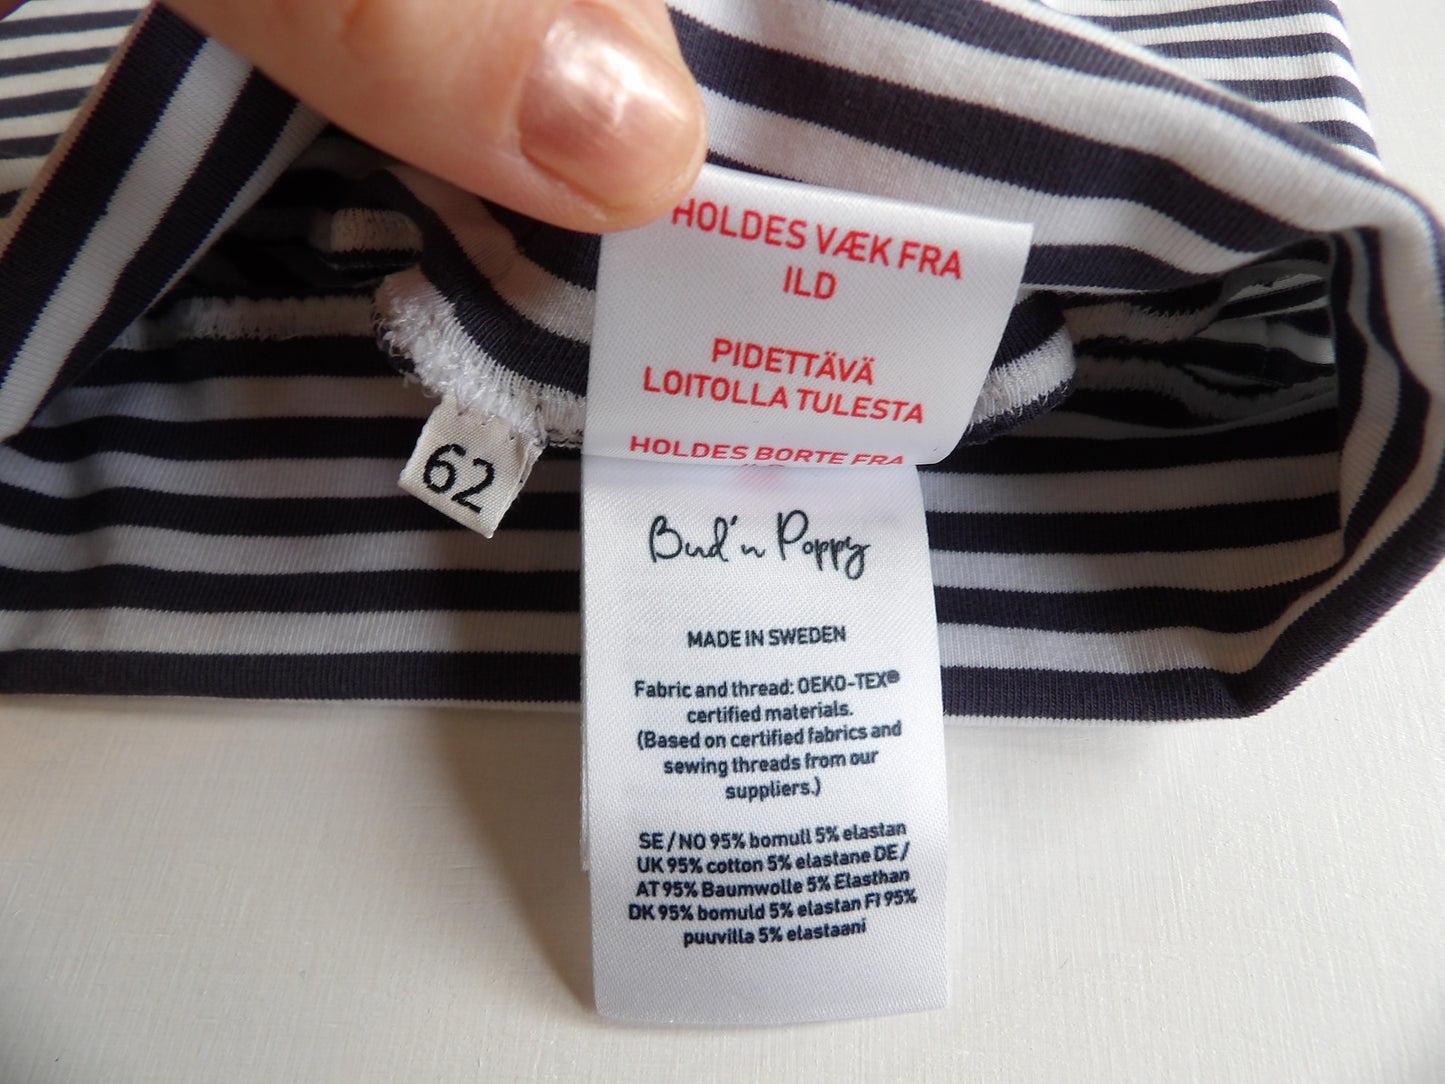 HOLDES VÆK FRA
ILD
PIDETTÄVÄ
LOITOLLA TULESTA
HOLDES BORTE FRA
62
Bud'n Poppy
MADE IN SWEDEN
Fabric and thread: OEKO-TEX®
certified materials.
(Based on certified fabrics and
sewing threads from our
suppliers.)
SE/NO 95% bomull 5% elastan
UK 95% cotton 5% elastane DE/
AT 95% Baumwolle 5% Elasthan
DK 95% bomuld 5% elastan FI 95%
puuvilla 5% elastaani